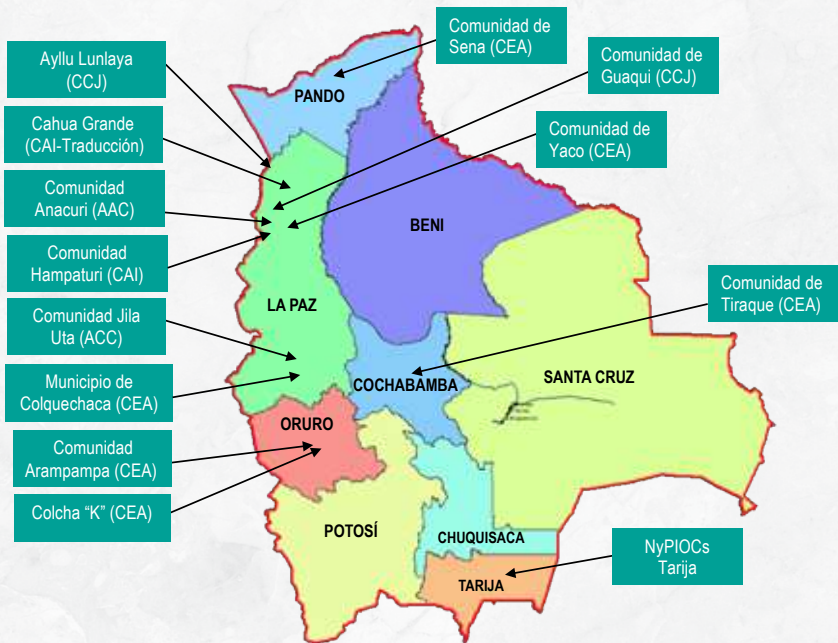 Comunidad de
Sena (CEA)
Ayllu Lunlaya
(CCJ)
Comunidad de
Guaqui (CCJ)
PANDO
Cahua Grande
(CAI-Traducción)
Comunidad de
Yaco (CEA)
Comunidad
Anacuri (AAC)
BENI
Comunidad
Hampaturi (CAI)
Comunidad de
Tiraque (CEA)
LA PAZ
Comunidad Jila
Uta (ACC)
Municipio de
Colquechaca (CEA)
COCHABAMBA
SANTA CRUZ
ORURO
Comunidad
Arampampa (CEA)
Colcha “K” (CEA)
POTOSÍ
CHUQUISACA
NyPIOCs
Tarija
TARIJA